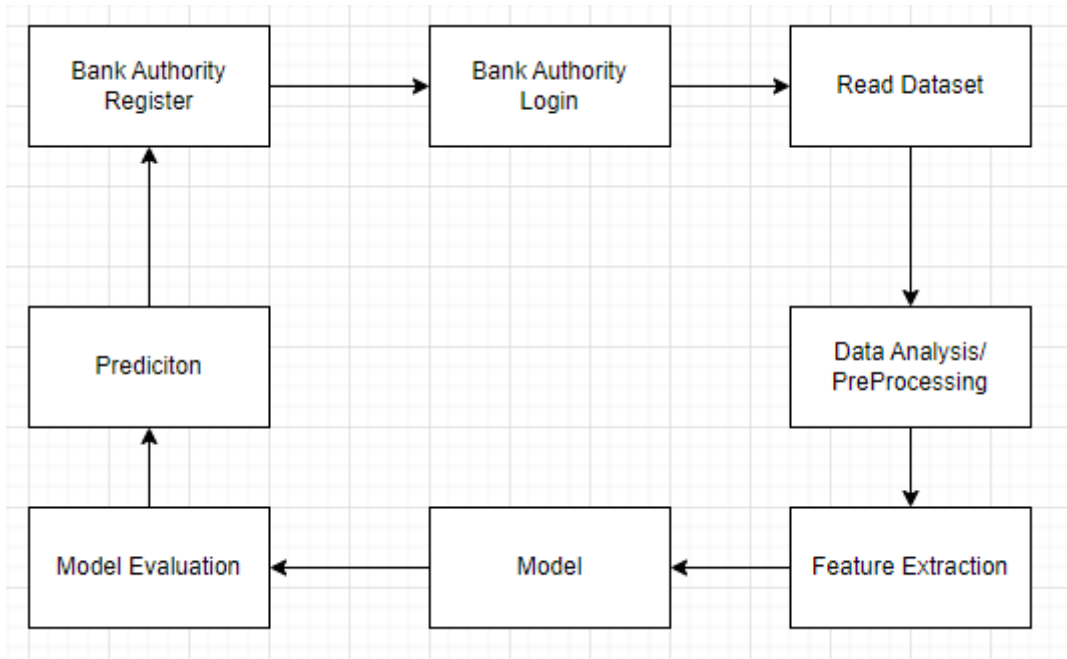 Bank Authority
Register
Bank Authority
Login
Read Dataset
Prediciton
Data Analysis/
PreProcessing
Model Evaluation
Model
Feature Extraction